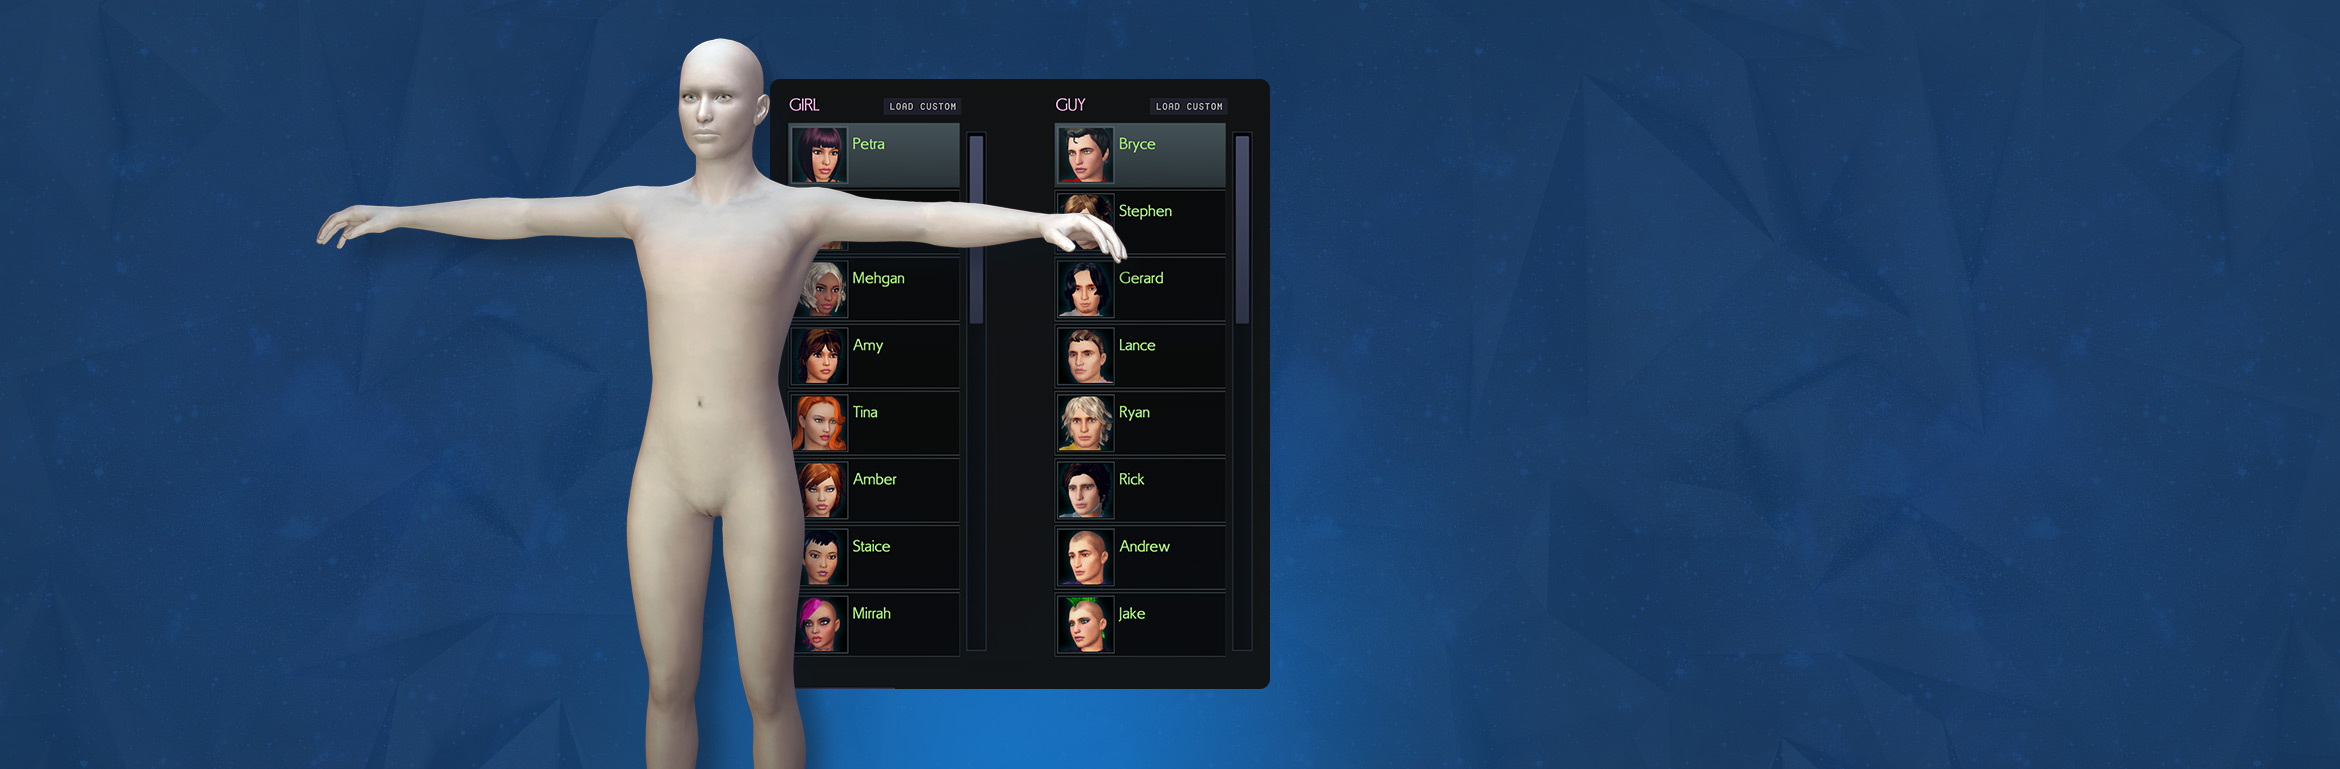 GIRL
LOAD CUSTOM
Petra
Mehgan
Amy
Tina
Amber
Staice
Mirrah
GUY
LOAD CUSTOM
Bryce
Stephen
Gerard
Lance
Ryan
Rick
Andrew
Jake